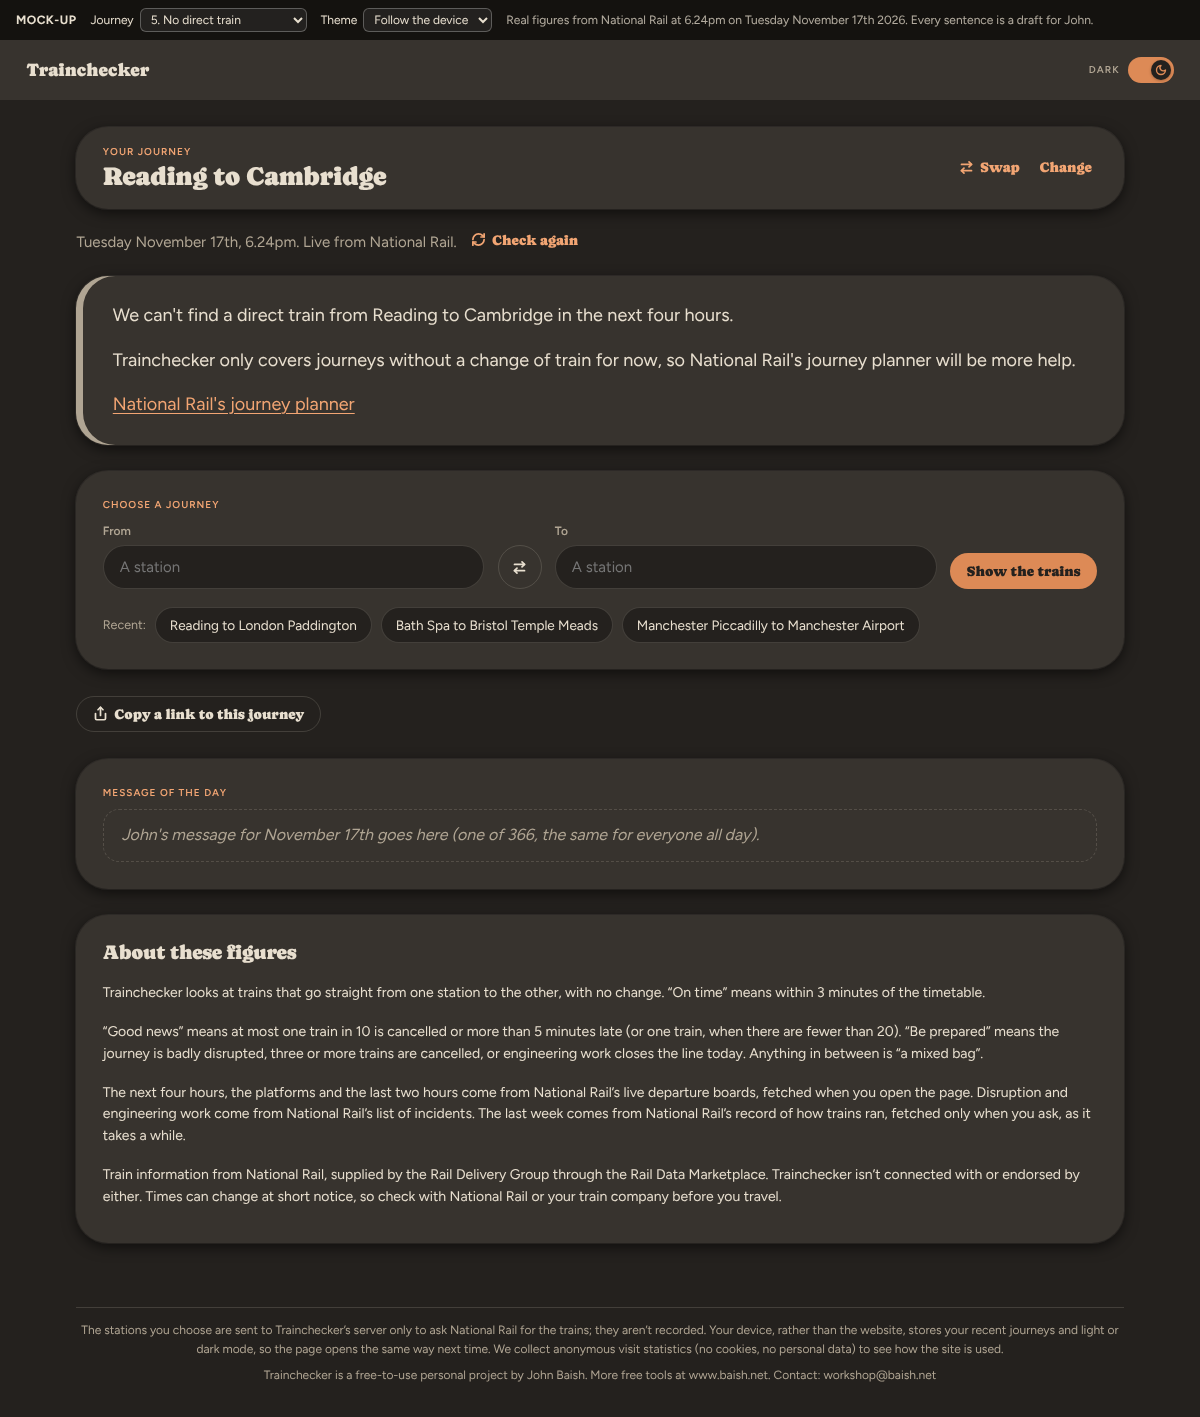 MOCK-UP Journey 5. No direct train Theme Follow the device Real figures from National Rail at 6.24pm on Tuesday November 17th 2026. Every sentence is a draft for John.
Trainchecker
DARK
YOUR JOURNEY
Reading to Cambridge
Swap Change
Tuesday November 17th, 6.24pm. Live from National Rail. Check again
We can't find a direct train from Reading to Cambridge in the next four hours.
Trainchecker only covers journeys without a change of train for now, so National Rail's journey planner will be more help.
National Rail's journey planner
CHOOSE A JOURNEY
From To
A station A station Show the trains
Recent: Reading to London Paddington Bath Spa to Bristol Temple Meads Manchester Piccadilly to Manchester Airport
Copy a link to this journey
MESSAGE OF THE DAY
John's message for November 17th goes here (one of 366, the same for everyone all day).
About these figures
Trainchecker looks at trains that go straight from one station to the other, with no change. “On time” means within 3 minutes of the timetable.
“Good news” means at most one train in 10 is cancelled or more than 5 minutes late (or one train, when there are fewer than 20). “Be prepared” means the
journey is badly disrupted, three or more trains are cancelled, or engineering work closes the line today. Anything in between is “a mixed bag”.
The next four hours, the platforms and the last two hours come from National Rail’s live departure boards, fetched when you open the page. Disruption and
engineering work come from National Rail’s list of incidents. The last week comes from National Rail’s record of how trains ran, fetched only when you ask, as it
takes a while.
Train information from National Rail, supplied by the Rail Delivery Group through the Rail Data Marketplace. Trainchecker isn’t connected with or endorsed by
either. Times can change at short notice, so check with National Rail or your train company before you travel.
The stations you choose are sent to Trainchecker’s server only to ask National Rail for the trains; they aren’t recorded. Your device, rather than the website, stores your recent journeys and light or
dark mode, so the page opens the same way next time. We collect anonymous visit statistics (no cookies, no personal data) to see how the site is used.
Trainchecker is a free-to-use personal project by John Baish. More free tools at www.baish.net. Contact: workshop@baish.net